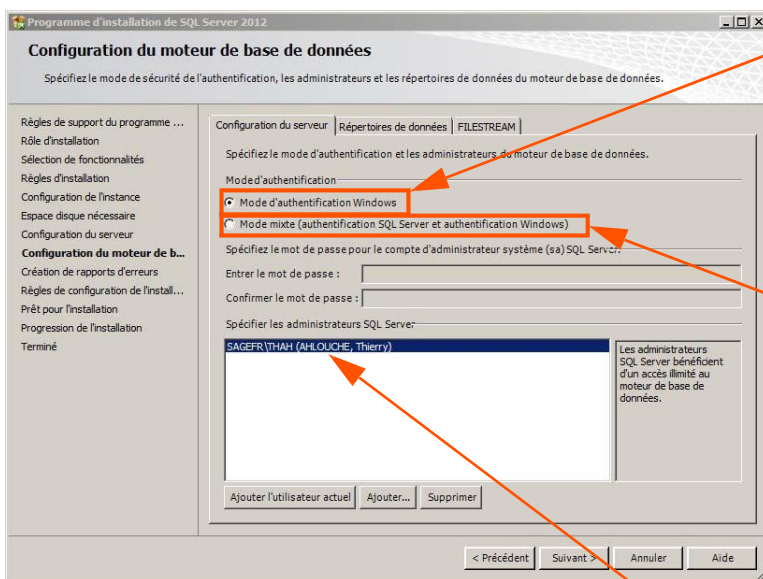 Programme d'installation de SQL Server 2012
Configuration du moteur de base de données
Spécifiez le mode de sécurité de l'authentification, les administrateurs et les répertoires de données du moteur de base de données.
Règles de support du programme ...
Rôle d'installation
Sélection de fonctionnalités
Règles d'installation
Configuration de l'instance
Espace disque nécessaire
Configuration du serveur
Configuration du moteur de b...
Création de rapports d'erreurs
Règles de configuration de l'install...
Prêt pour l'installation
Progression de l'installation
Terminé
Configuration du serveur Répertoires de données FILESTREAM
Spécifiez le mode d'authentification et les administrateurs du moteur de base de données.
Mode d'authentification
Mode d'authentification Windows
Mode mixte (authentification SQL Server et authentification Windows)
Spécifiez le mot de passe pour le compte d'administrateur système (sa) SQL Server.
Entrer le mot de passe :
Confirmer le mot de passe :
Spécifier les administrateurs SQL Server
SAGEFR\THAH (AHLOUCHE, Thierry)
Les administrateurs
SQL Server bénéficient
d'un accès illimité au
moteur de base de
données.
Ajouter l'utilisateur actuel Ajouter... Supprimer
< Précédent Suivant > Annuler Aide